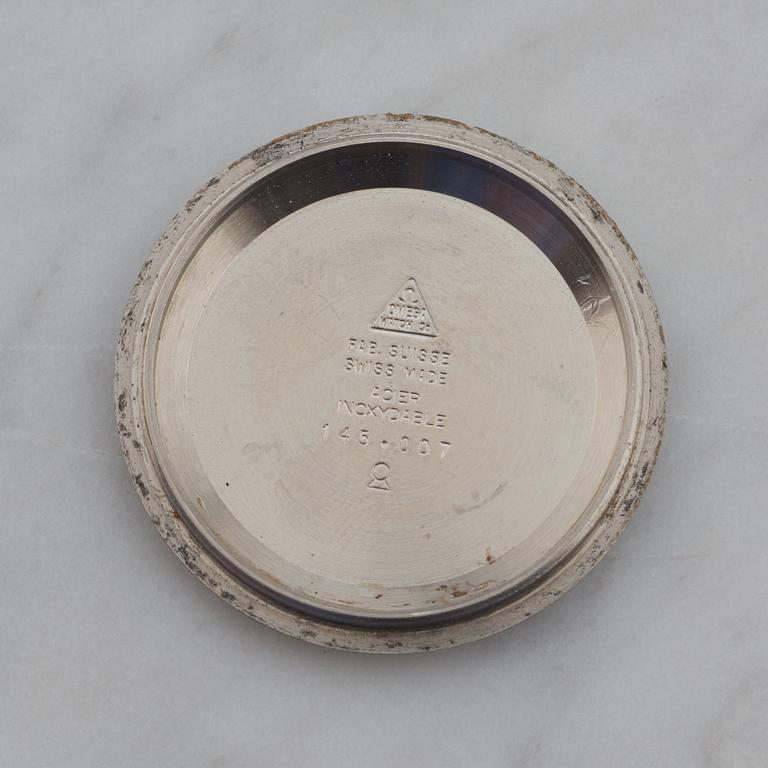 OMEGA
WATCH Co
FAB. SUISSE
SWISS MADE
ACIER
INOXYDABLE
145.007